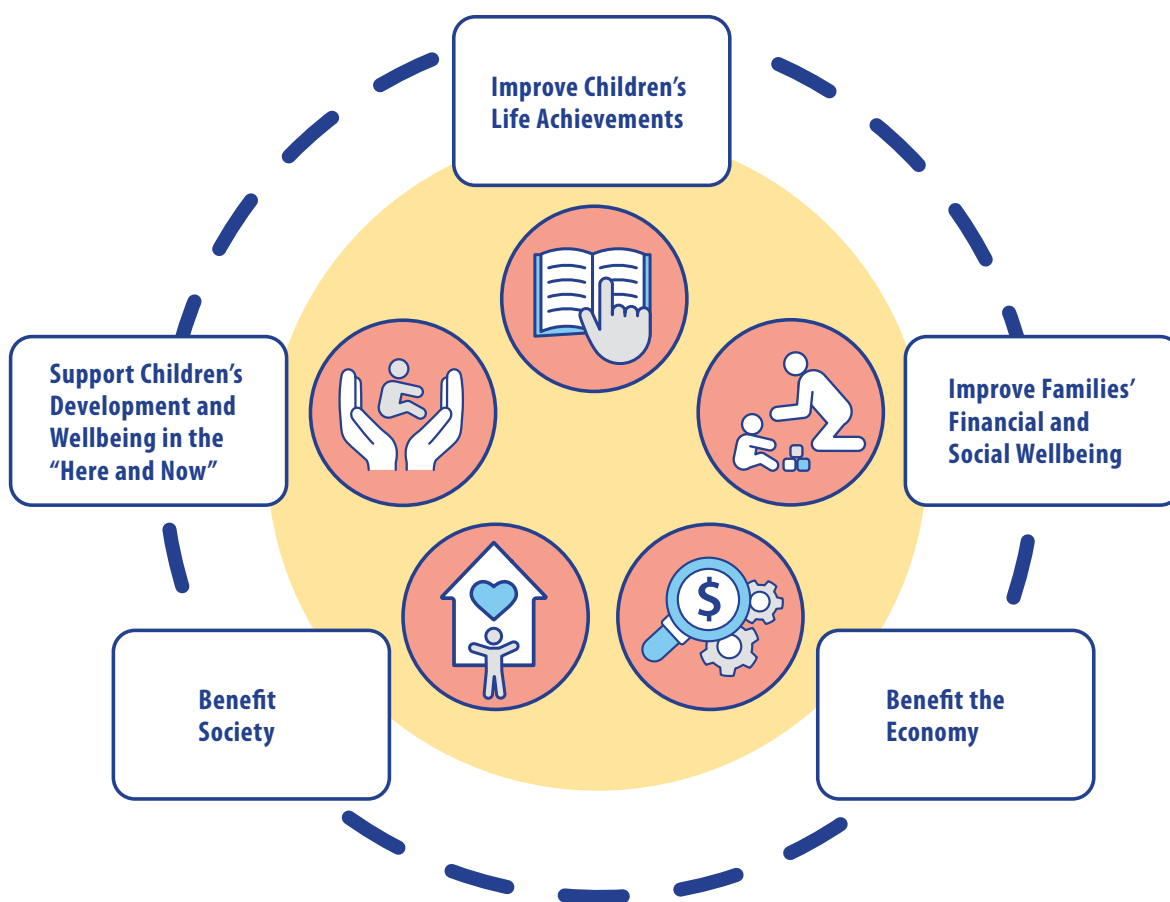 Improve Children’s
Life Achievements
Support Children’s
Development and
Wellbeing in the
“Here and Now”
Improve Families’
Financial and
Social Wellbeing
$
Benefit
Society
Benefit the
Economy